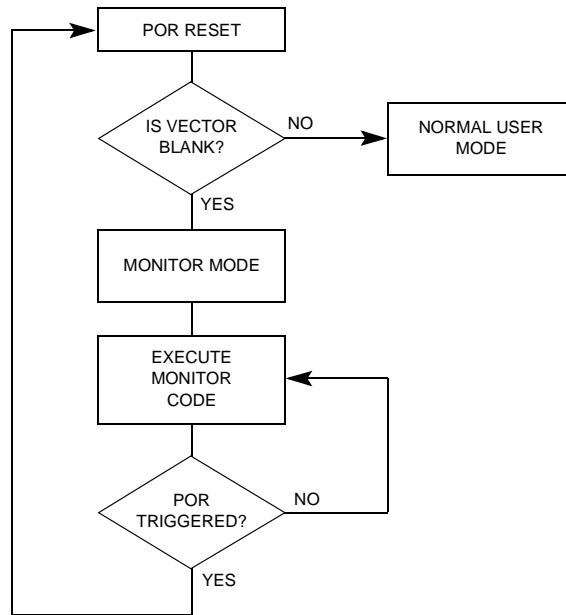 POR RESET
IS VECTOR
BLANK?
NO
NORMAL USER
MODE
YES
MONITOR MODE
EXECUTE
MONITOR
CODE
POR
TRIGGERED?
NO
YES